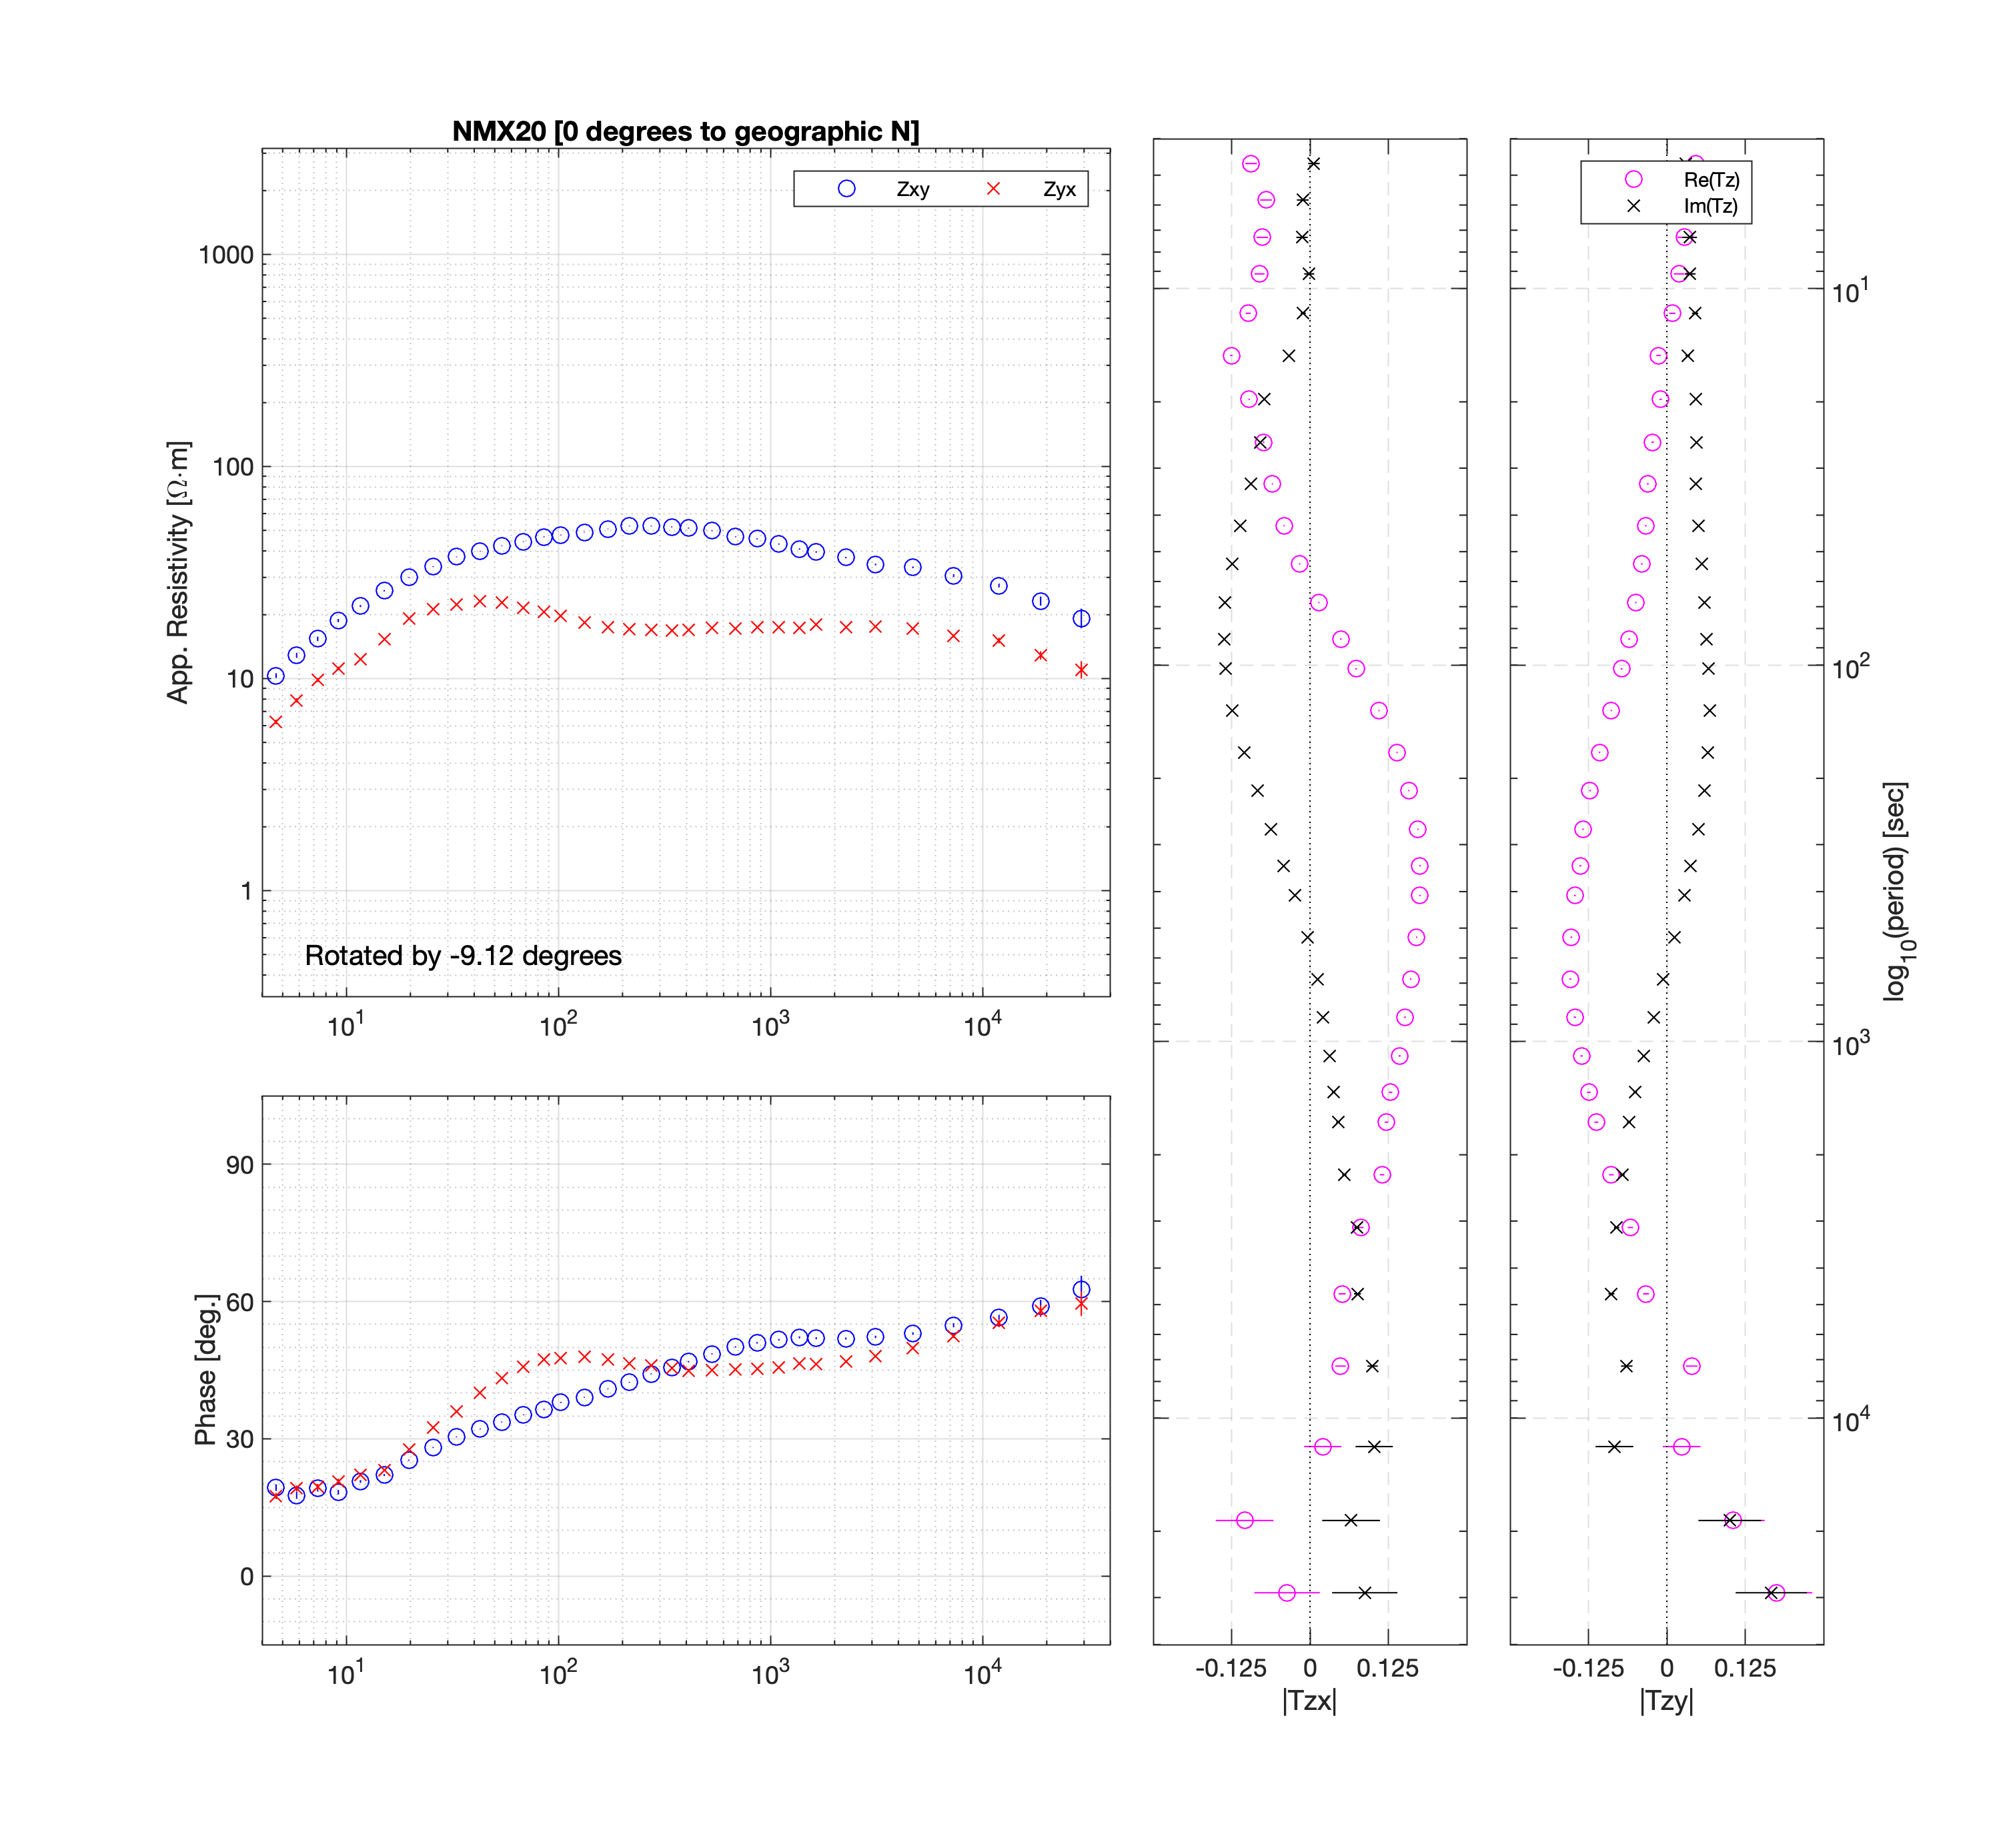 NMX20 [0 degrees to geographic N]
Zxy Zyx
App. Resistivity [Ω·m]
1000
100
10
1
Rotated by -9.12 degrees
10^1 10^2 10^3 10^4
Phase [deg.]
90
60
30
0
10^1 10^2 10^3 10^4
-0.125 0 0.125
|Tzx|
Re(Tz)
Im(Tz)
-0.125 0 0.125
|Tzy|
10^1
10^2
10^3
10^4
log_10(period) [sec]